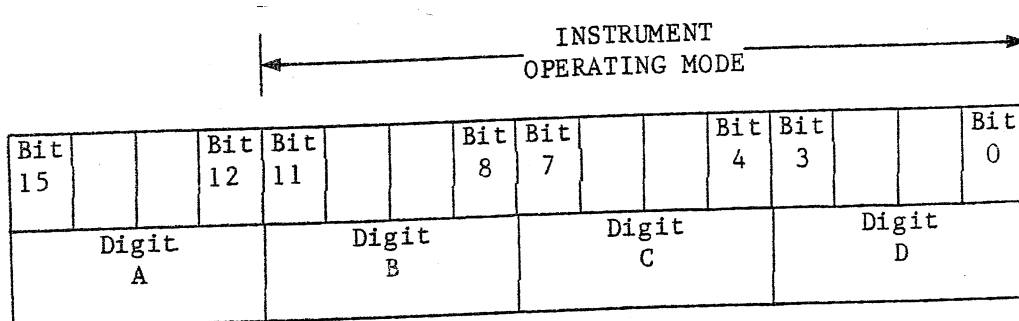 INSTRUMENT
OPERATING MODE
Bit Bit Bit Bit Bit Bit Bit Bit
15 12 11 8 7 4 3 0
Digit Digit Digit Digit
A B C D